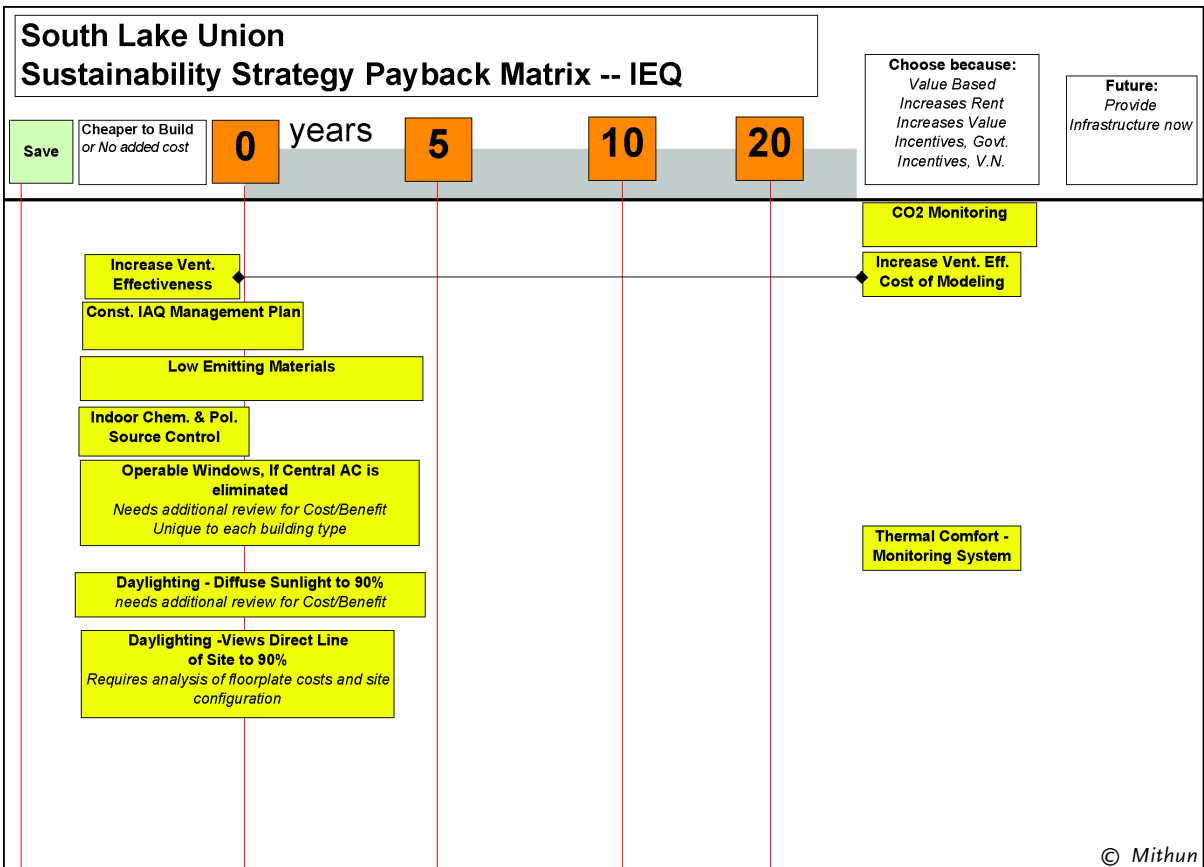 South Lake Union
Sustainability Strategy Payback Matrix -- IEQ
Save
Cheaper to Build
or No added cost
0
years
5
10
20
Choose because:
Value Based
Increases Rent
Increases Value
Incentives, Govt.
Incentives, V.N.
Future:
Provide
Infrastructure now
CO2 Monitoring
Increase Vent.
Effectiveness
Increase Vent. Eff.
Cost of Modeling
Const. IAQ Management Plan
Low Emitting Materials
Indoor Chem. & Pol.
Source Control
Operable Windows, If Central AC is
eliminated
Needs additional review for Cost/Benefit
Unique to each building type
Thermal Comfort -
Monitoring System
Daylighting - Diffuse Sunlight to 90%
needs additional review for Cost/Benefit
Daylighting -Views Direct Line
of Site to 90%
Requires analysis of floorplate costs and site
configuration
© Mithun